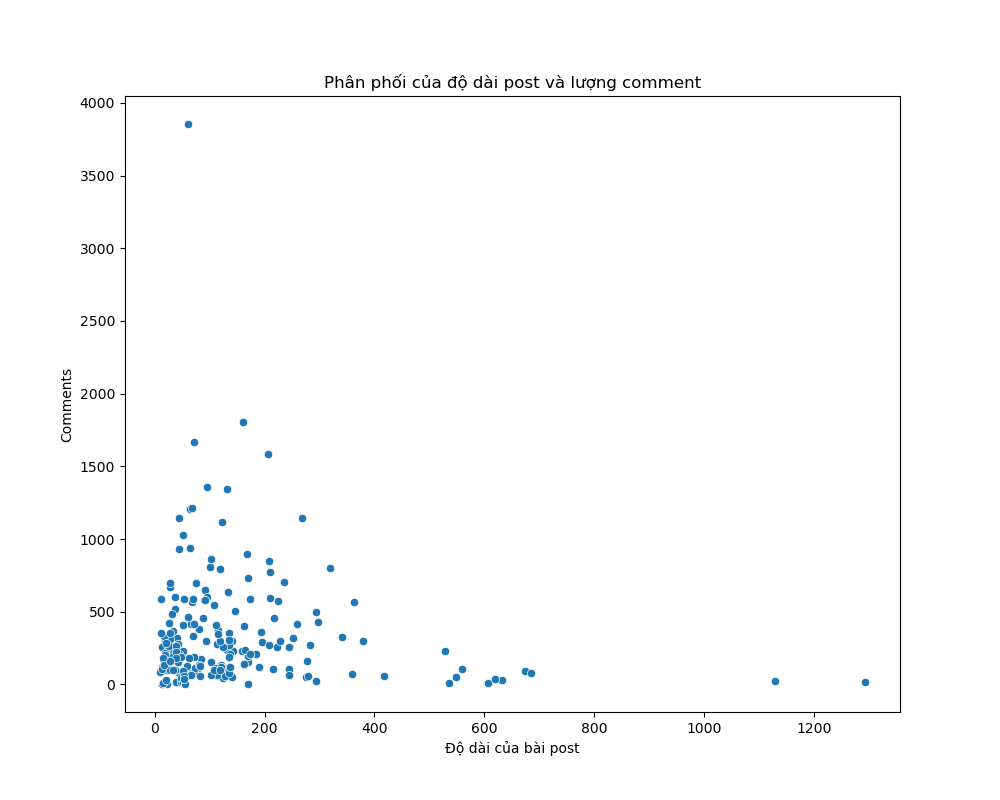 Phân phối của độ dài post và lượng comment
4000
3500
3000
2500
2000
1500
1000
500
0
Comments
0 200 400 600 800 1000 1200
Độ dài của bài post